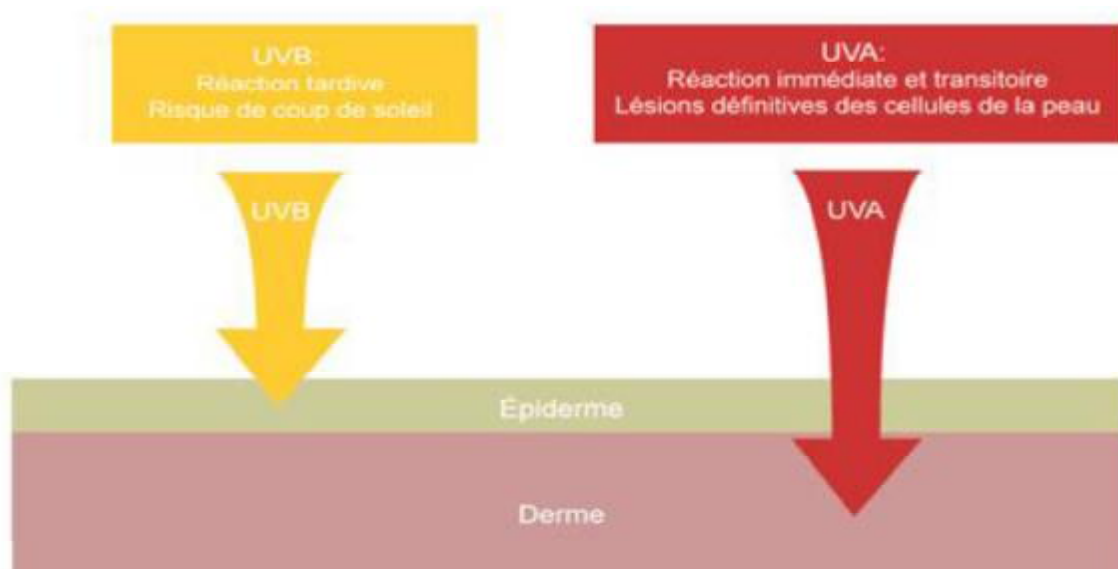 UVB:
Réaction tardive
Risque de coup de soleil
UVA:
Réaction immédiate et transitoire
Lésions définitives des cellules de la peau
UVB
UVA
Épiderme
Derme